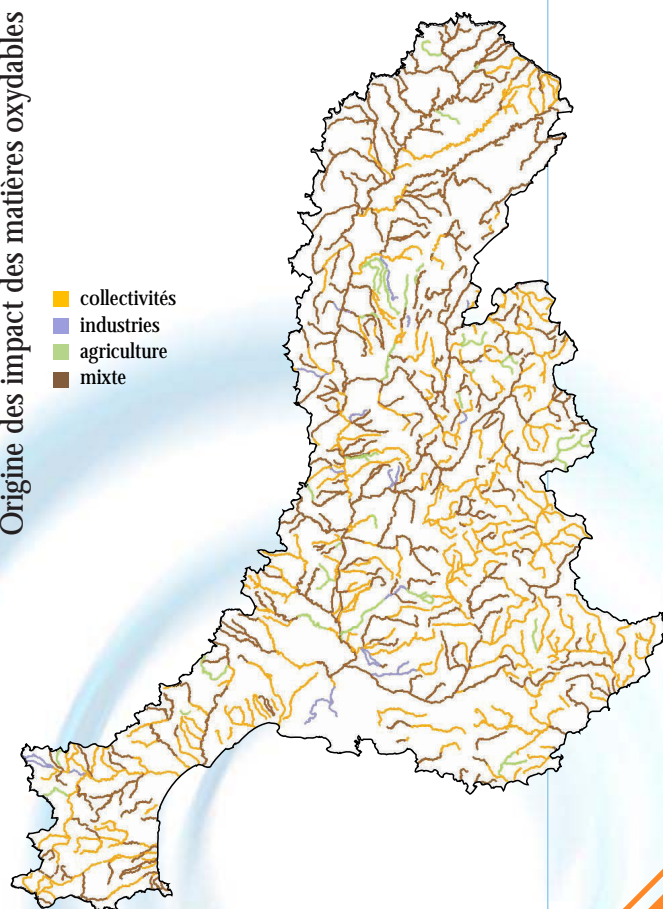 Origine des impact des matières oxydables
collectivités
industries
agriculture
mixte